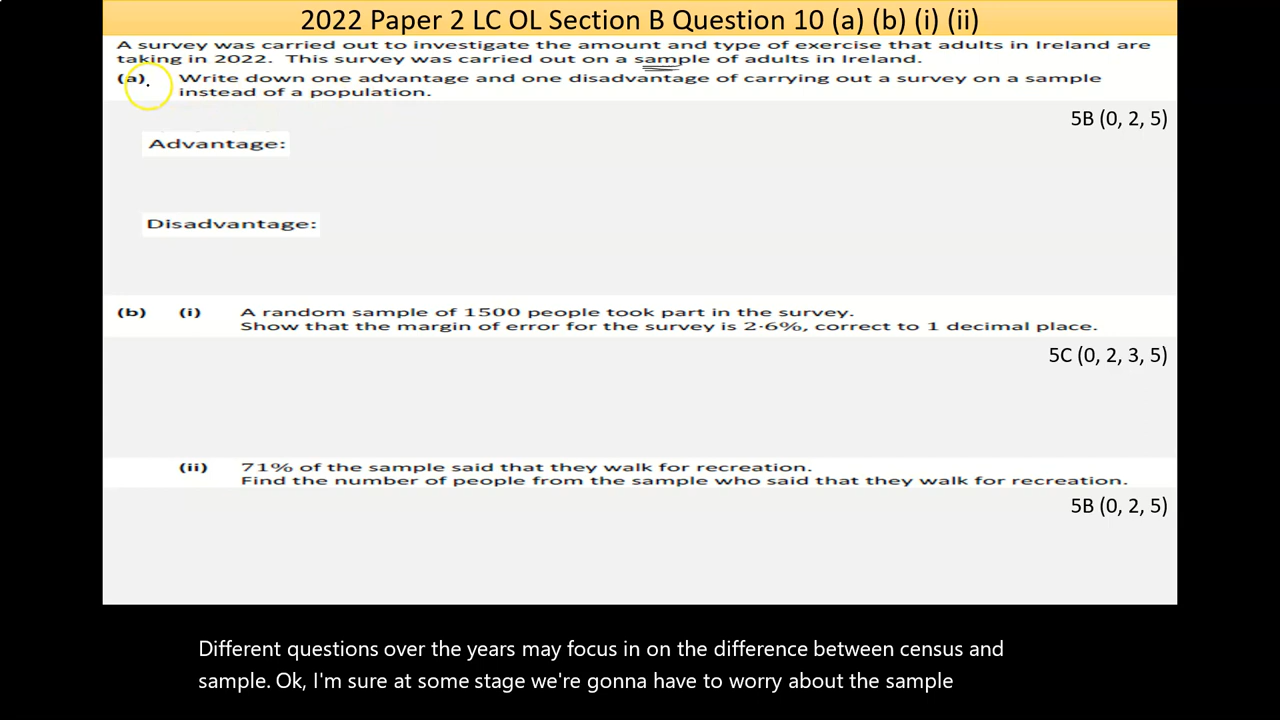 2022 Paper 2 LC OL Section B Question 10 (a) (b) (i) (ii)
A survey was carried out to investigate the amount and type of exercise that adults in Ireland are
taking in 2022. This survey was carried out on a sample of adults in Ireland.
(a) Write down one advantage and one disadvantage of carrying out a survey on a sample
instead of a population.
5B (0, 2, 5)
Advantage:
Disadvantage:
(b) (i) A random sample of 1500 people took part in the survey.
Show that the margin of error for the survey is 2·6%, correct to 1 decimal place.
5C (0, 2, 3, 5)
(ii) 71% of the sample said that they walk for recreation.
Find the number of people from the sample who said that they walk for recreation.
5B (0, 2, 5)
Different questions over the years may focus in on the difference between census and
sample. Ok, I'm sure at some stage we're gonna have to worry about the sample